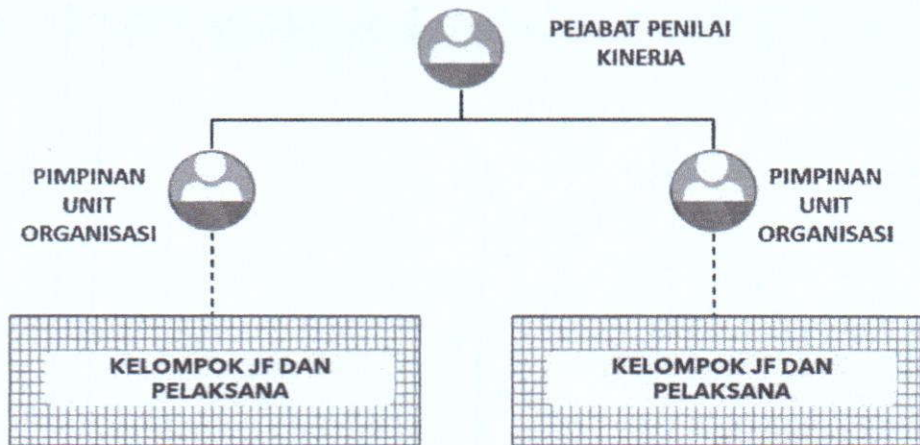 PEJABAT PENILAI
KINERJA
PIMPINAN
UNIT
ORGANISASI
PIMPINAN
UNIT
ORGANISASI
KELOMPOK JF DAN
PELAKSANA
KELOMPOK JF DAN
PELAKSANA